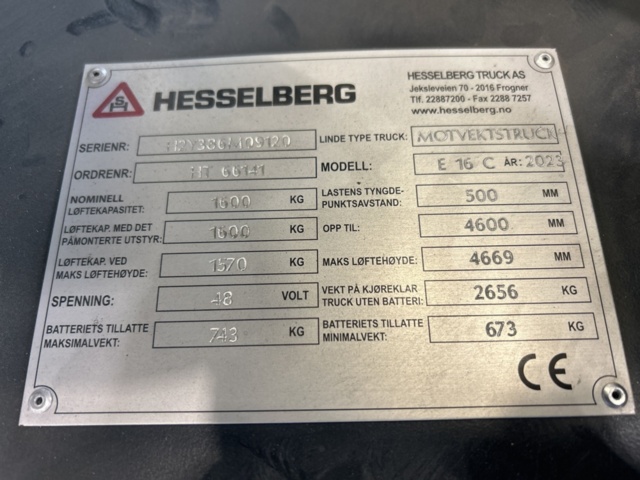 HESSELBERG
HESSELBERG TRUCK AS
Jeksleveien 70 - 2016 Frogner
Tlf. 22887200 - Fax 2288 7257
www.hesselberg.no
SERIENR:
LINDE TYPE TRUCK: MOTVEKTSTRUCK
ORDRENR: HT 66141
MODELL: E 16 C ÅR: 2023
NOMINELL
LØFTEKAPASITET: 1600 KG
LASTENS TYNGDE-
PUNKTSAVSTAND: 500 MM
LØFTEKAP. MED DET
PÅMONTERTE UTSTYR: 1600 KG
OPP TIL: 4600 MM
LØFTEKAP. VED
MAKS LØFTEHØYDE: 1570 KG
MAKS LØFTEHØYDE: 4669 MM
SPENNING: 48 VOLT
VEKT PÅ KJØREKLAR
TRUCK UTEN BATTERI: 2656 KG
BATTERIETS TILLATTE
MAKSIMALVEKT: 743 KG
BATTERIETS TILLATTE
MINIMALVEKT: 673 KG
CE